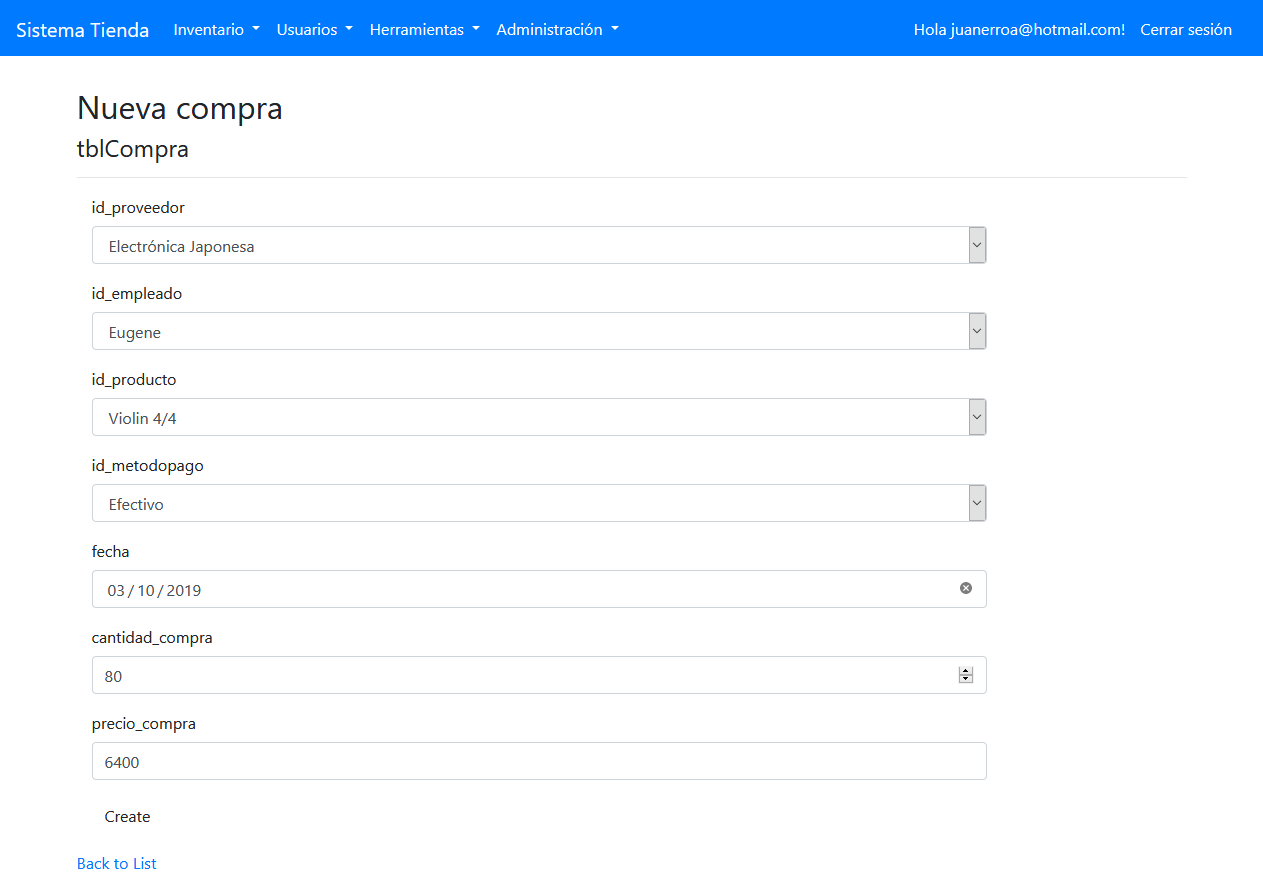 Sistema Tienda Inventario Usuarios Herramientas Administración Hola juanerroa@hotmail.com! Cerrar sesión
Nueva compra
tblCompra
id_proveedor
Electrónica Japonesa
id_empleado
Eugene
id_producto
Violin 4/4
id_metodopago
Efectivo
fecha
03 / 10 / 2019
cantidad_compra
80
precio_compra
6400
Create
Back to List